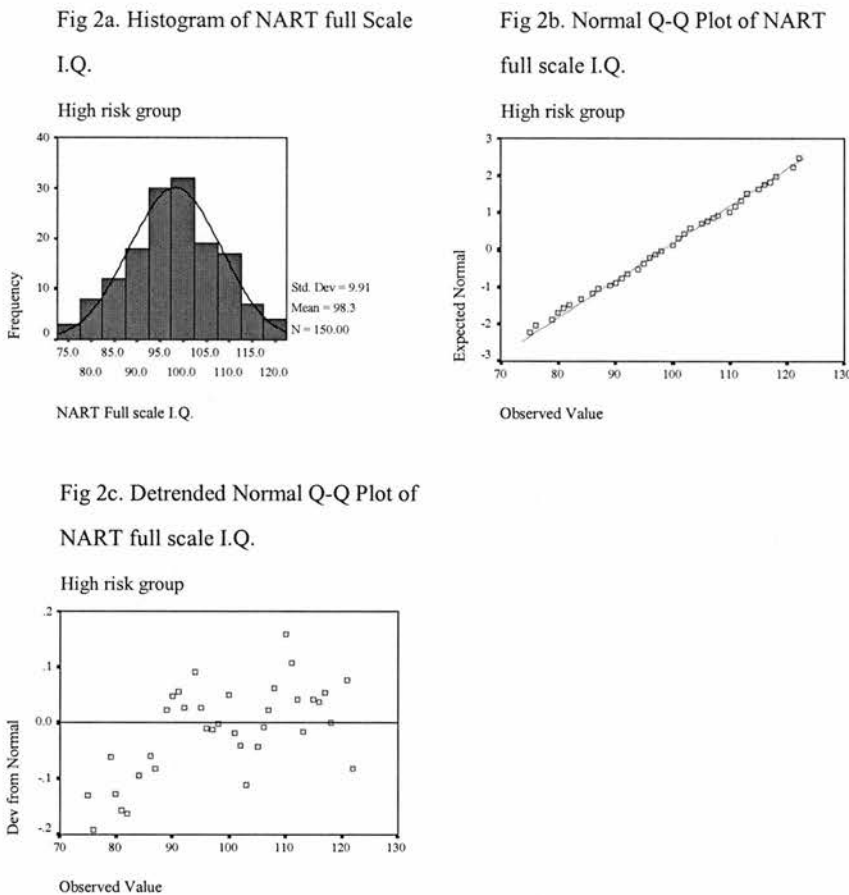 Fig 2a. Histogram of NART full Scale
I.Q.
High risk group
40
30
20
10
0
Frequency
Std. Dev = 9.91
Mean = 98.3
N = 150.00
75.0 85.0 95.0 105.0 115.0
80.0 90.0 100.0 110.0 120.0
NART Full scale I.Q.
Fig 2b. Normal Q-Q Plot of NART
full scale I.Q.
High risk group
3
2
1
0
-1
-2
-3
Expected Normal
70 80 90 100 110 120 130
Observed Value
Fig 2c. Detrended Normal Q-Q Plot of
NART full scale I.Q.
High risk group
.2
.1
0.0
-.1
-.2
Dev from Normal
70 80 90 100 110 120 130
Observed Value